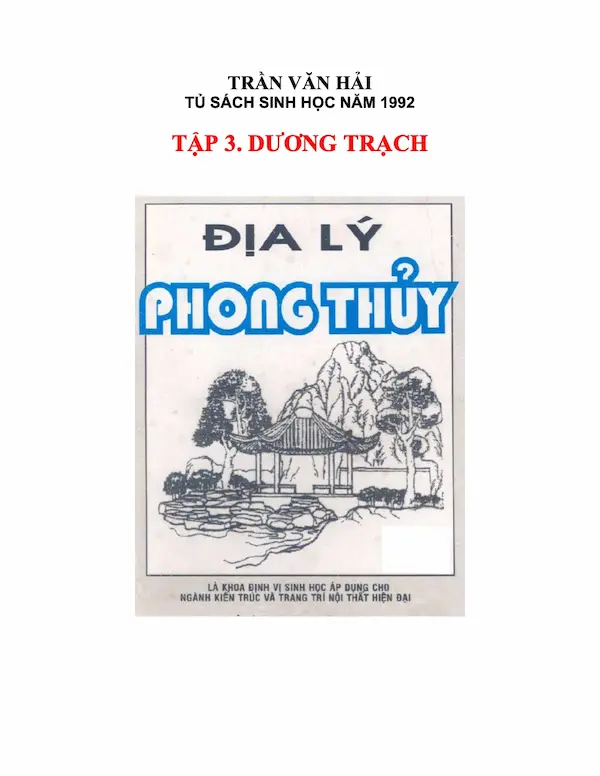 TRẦN VĂN HẢI
TỦ SÁCH SINH HỌC NĂM 1992
TẬP 3. DƯƠNG TRẠCH
ĐỊA LÝ
PHONG THỦY
LÀ KHOA ĐỊNH VỊ SINH HỌC ÁP DỤNG CHO
NGÀNH KIẾN TRÚC VÀ TRANG TRÍ NỘI THẤT HIỆN ĐẠI